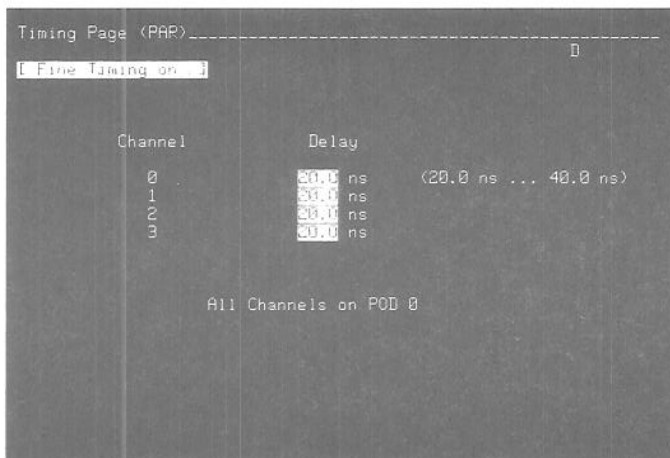 Timing Page (PAR)
D
[ Fine Timing on ]
Channel Delay
0 20.0 ns (20.0 ns ... 40.0 ns)
1 20.0 ns
2 20.0 ns
3 20.0 ns
All Channels on POD 0